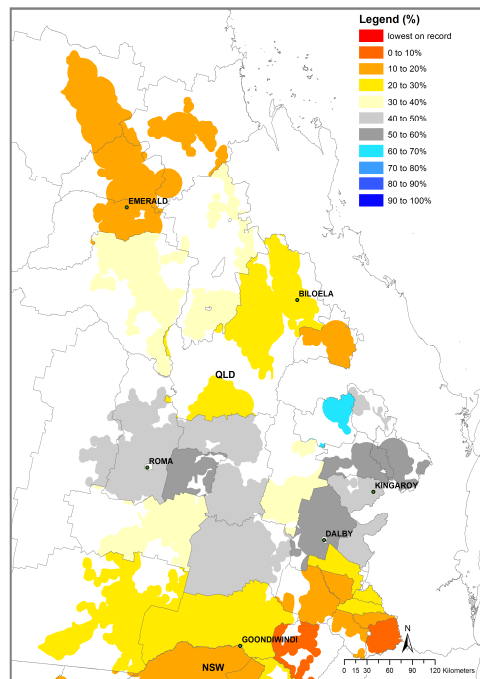 Legend (%)
lowest on record
0 to 10%
10 to 20%
20 to 30%
30 to 40%
40 to 50%
50 to 60%
60 to 70%
70 to 80%
80 to 90%
90 to 100%
EMERALD
BILOELA
QLD
ROMA
KINGAROY
DALBY
GOONDIWINDI
N
NSW
0 15 30 60 90 120 Kilometers